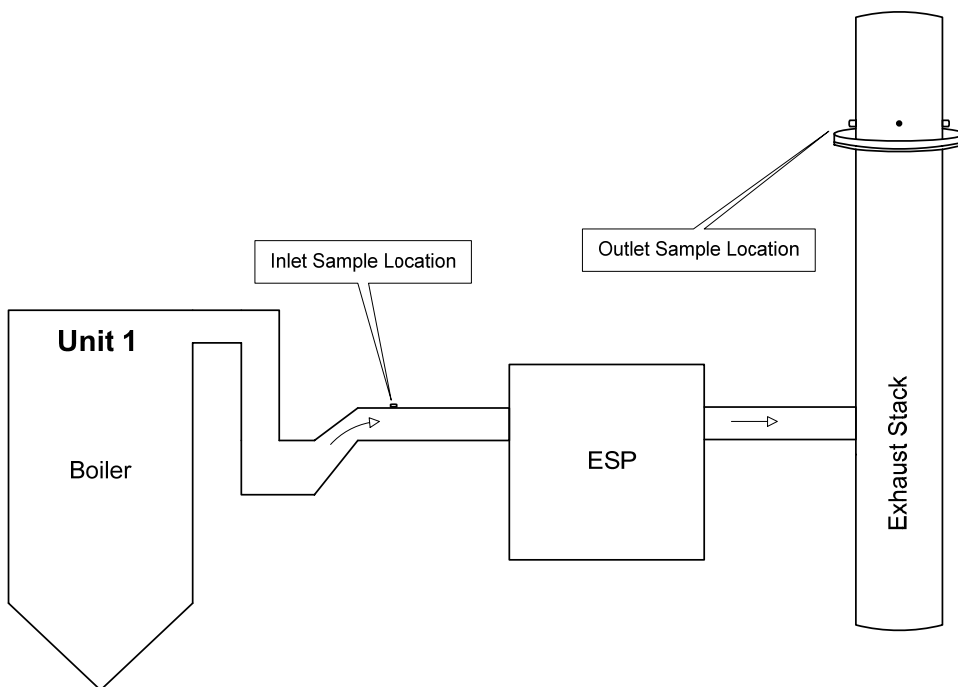 Outlet Sample Location
Inlet Sample Location
Unit 1
Boiler
ESP
Exhaust Stack